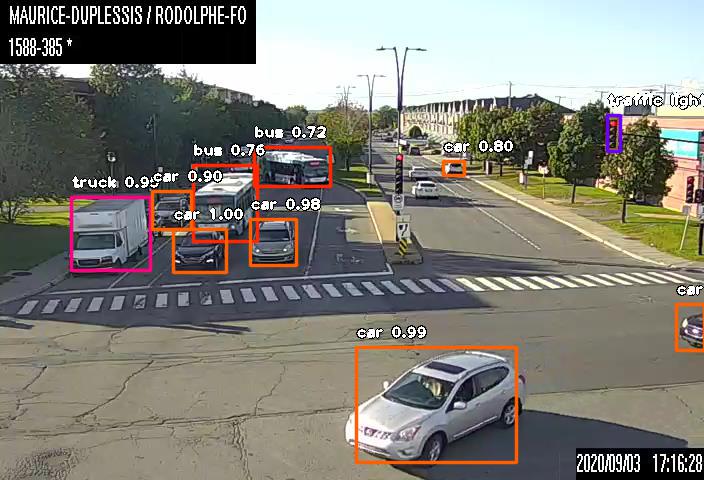 MAURICE-DUPLESSIS / RODOLPHE-FO
1588-385 *
traffic light
bus 0.72
car 0.80
bus 0.76
truck 0.95
car 0.90
car 1.00
car 0.98
car
car 0.99
2020/09/03 17:16:28